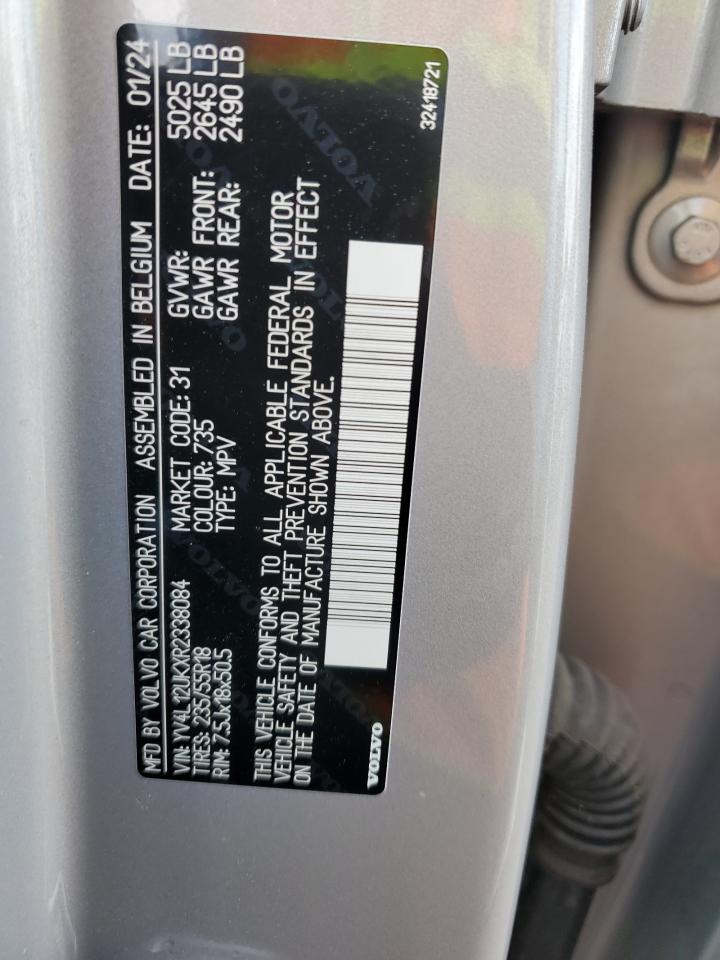 MFD BY VOLVO CAR CORPORATION ASSEMBLED IN BELGIUM DATE: 01/24
VIN: YV4L12UKXR2338084 MARKET CODE: 31 GVWR: 5025 LB
TIRES: 235/55R18 COLOUR: 735 GAWR FRONT: 2645 LB
RIM: 7.5Jx18x50.5 TYPE: MPV GAWR REAR: 2490 LB
THIS VEHICLE CONFORMS TO ALL APPLICABLE FEDERAL MOTOR
VEHICLE SAFETY AND THEFT PREVENTION STANDARDS IN EFFECT
ON THE DATE OF MANUFACTURE SHOWN ABOVE.
VOLVO 32418721